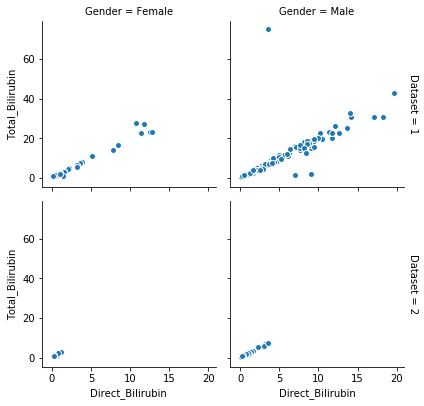 Gender = Female
Gender = Male
Total_Bilirubin
60
40
20
0
Dataset = 1
Total_Bilirubin
60
40
20
0
Dataset = 2
0 5 10 15 20
0 5 10 15 20
Direct_Bilirubin
Direct_Bilirubin